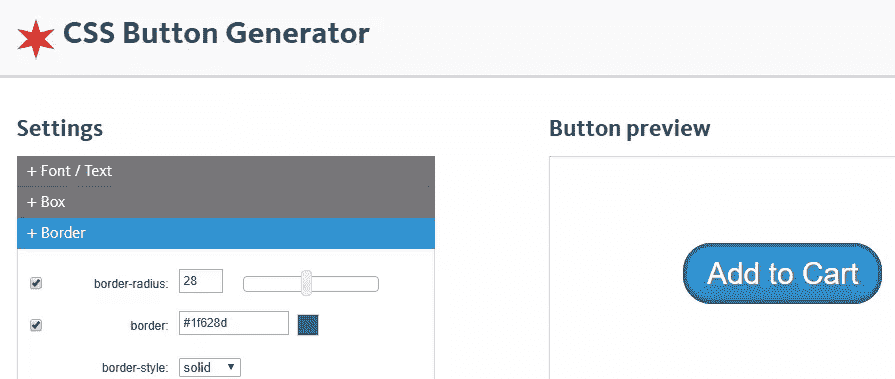 CSS Button Generator
Settings
+ Font / Text
+ Box
+ Border
border-radius: 28
border: #1f628d
border-style: solid
Button preview
Add to Cart